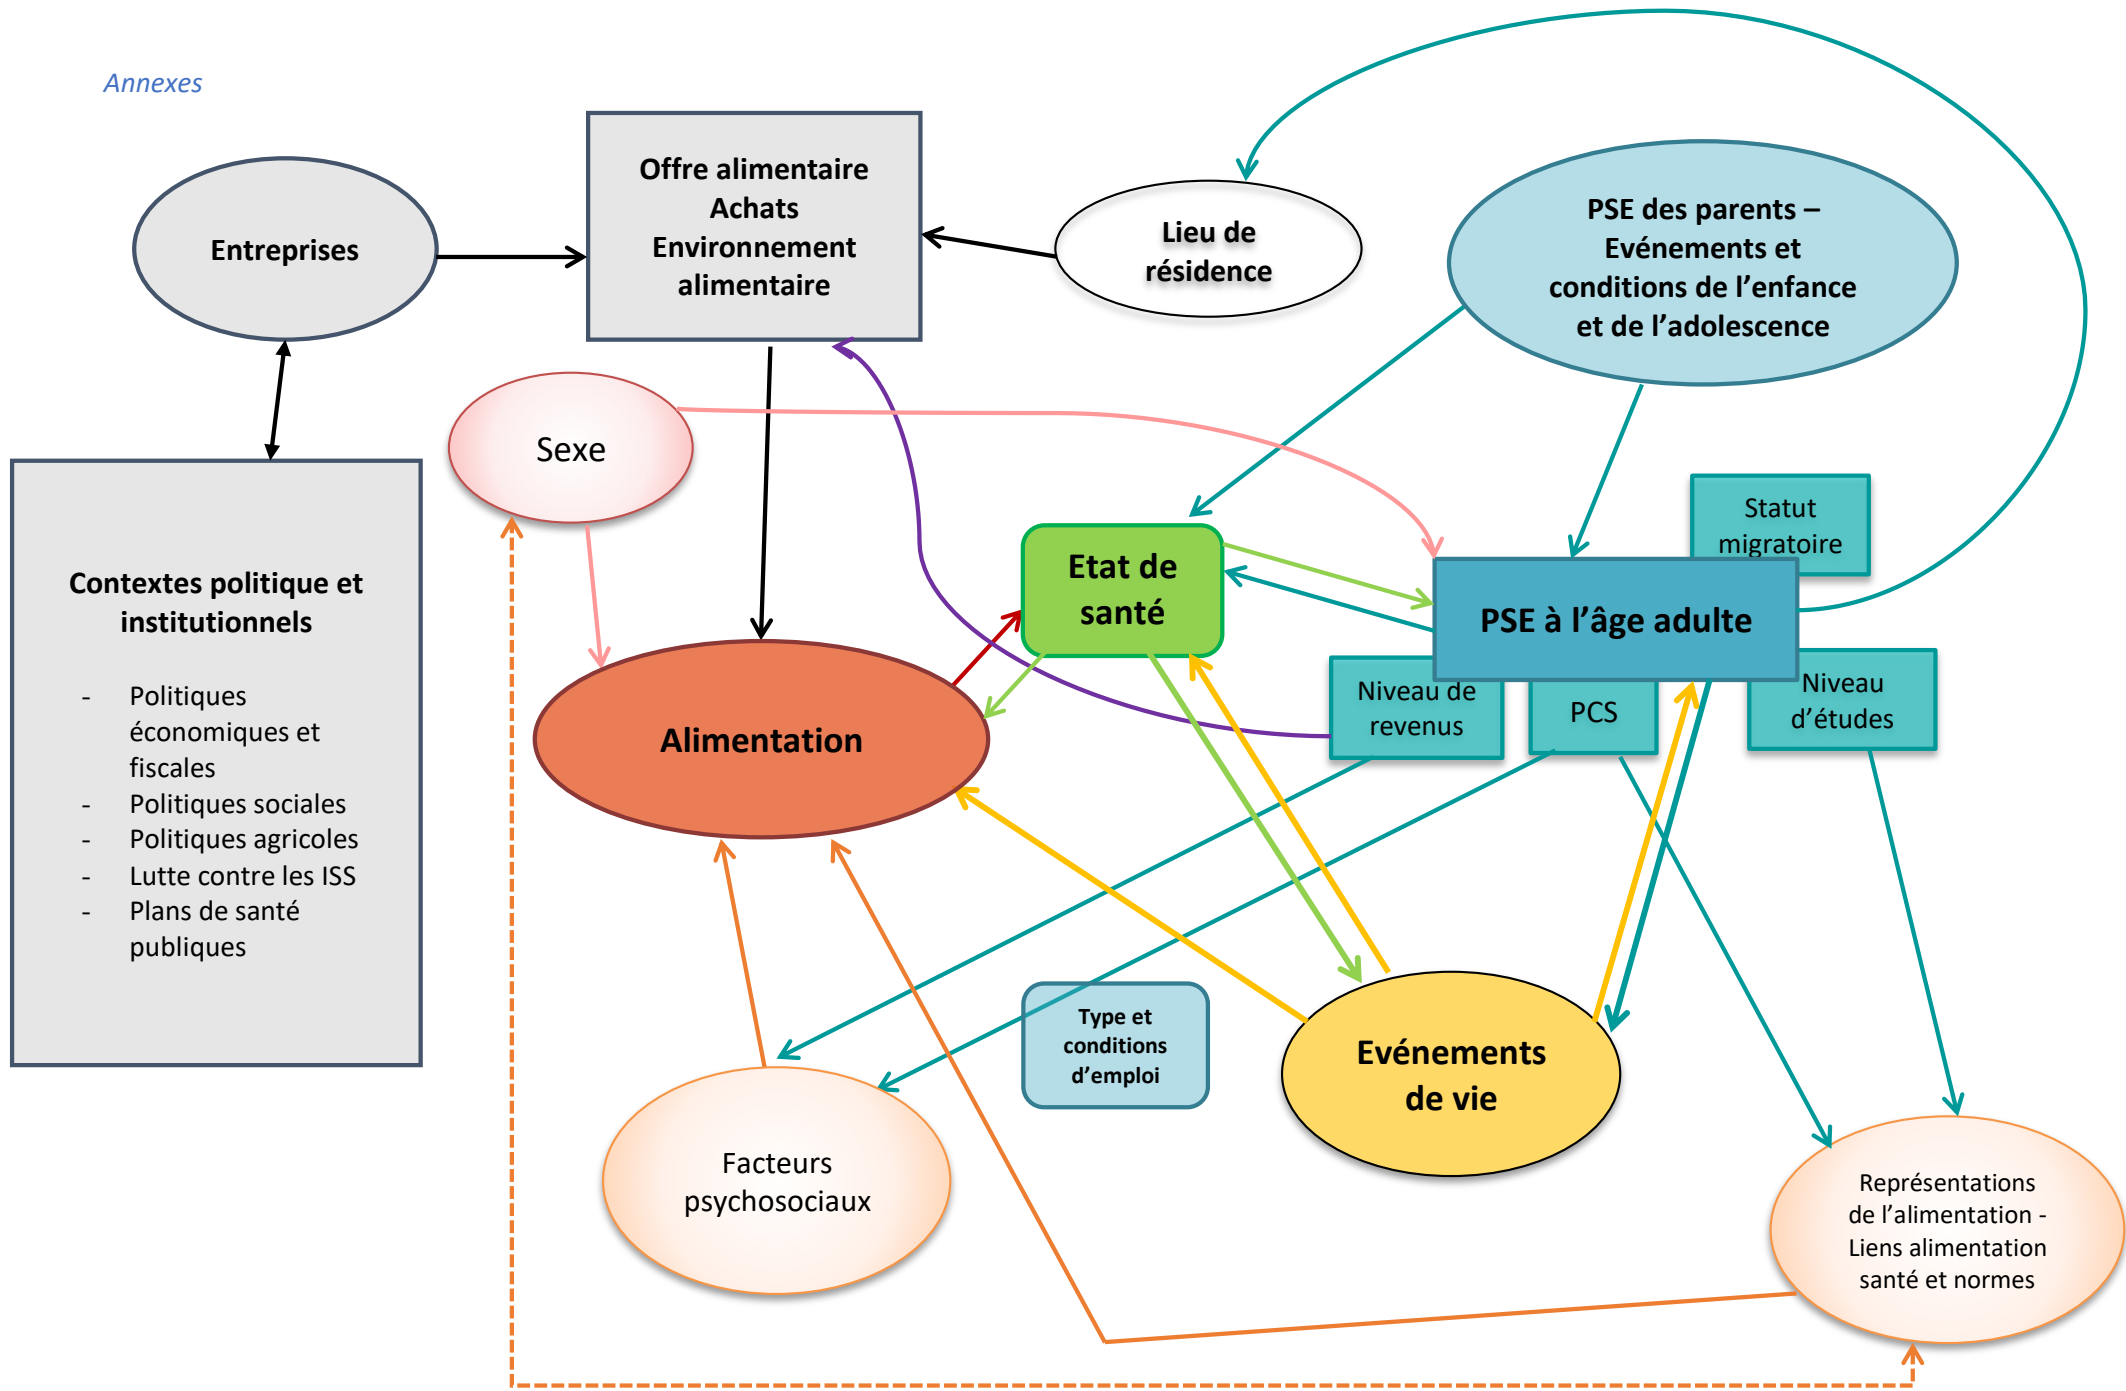 Annexes
Offre alimentaire
Achats
Environnement
alimentaire
Entreprises
Lieu de
résidence
PSE des parents –
Evénements et
conditions de l’enfance
et de l’adolescence
Sexe
Statut
migratoire
Etat de
santé
PSE à l’âge adulte
Contextes politique et
institutionnels
- Politiques
économiques et
fiscales
- Politiques sociales
- Politiques agricoles
- Lutte contre les ISS
- Plans de santé
publiques
Alimentation
Niveau de
revenus
PCS
Niveau
d’études
Type et
conditions
d’emploi
Evénements
de vie
Facteurs
psychosociaux
Représentations
de l’alimentation -
Liens alimentation
santé et normes